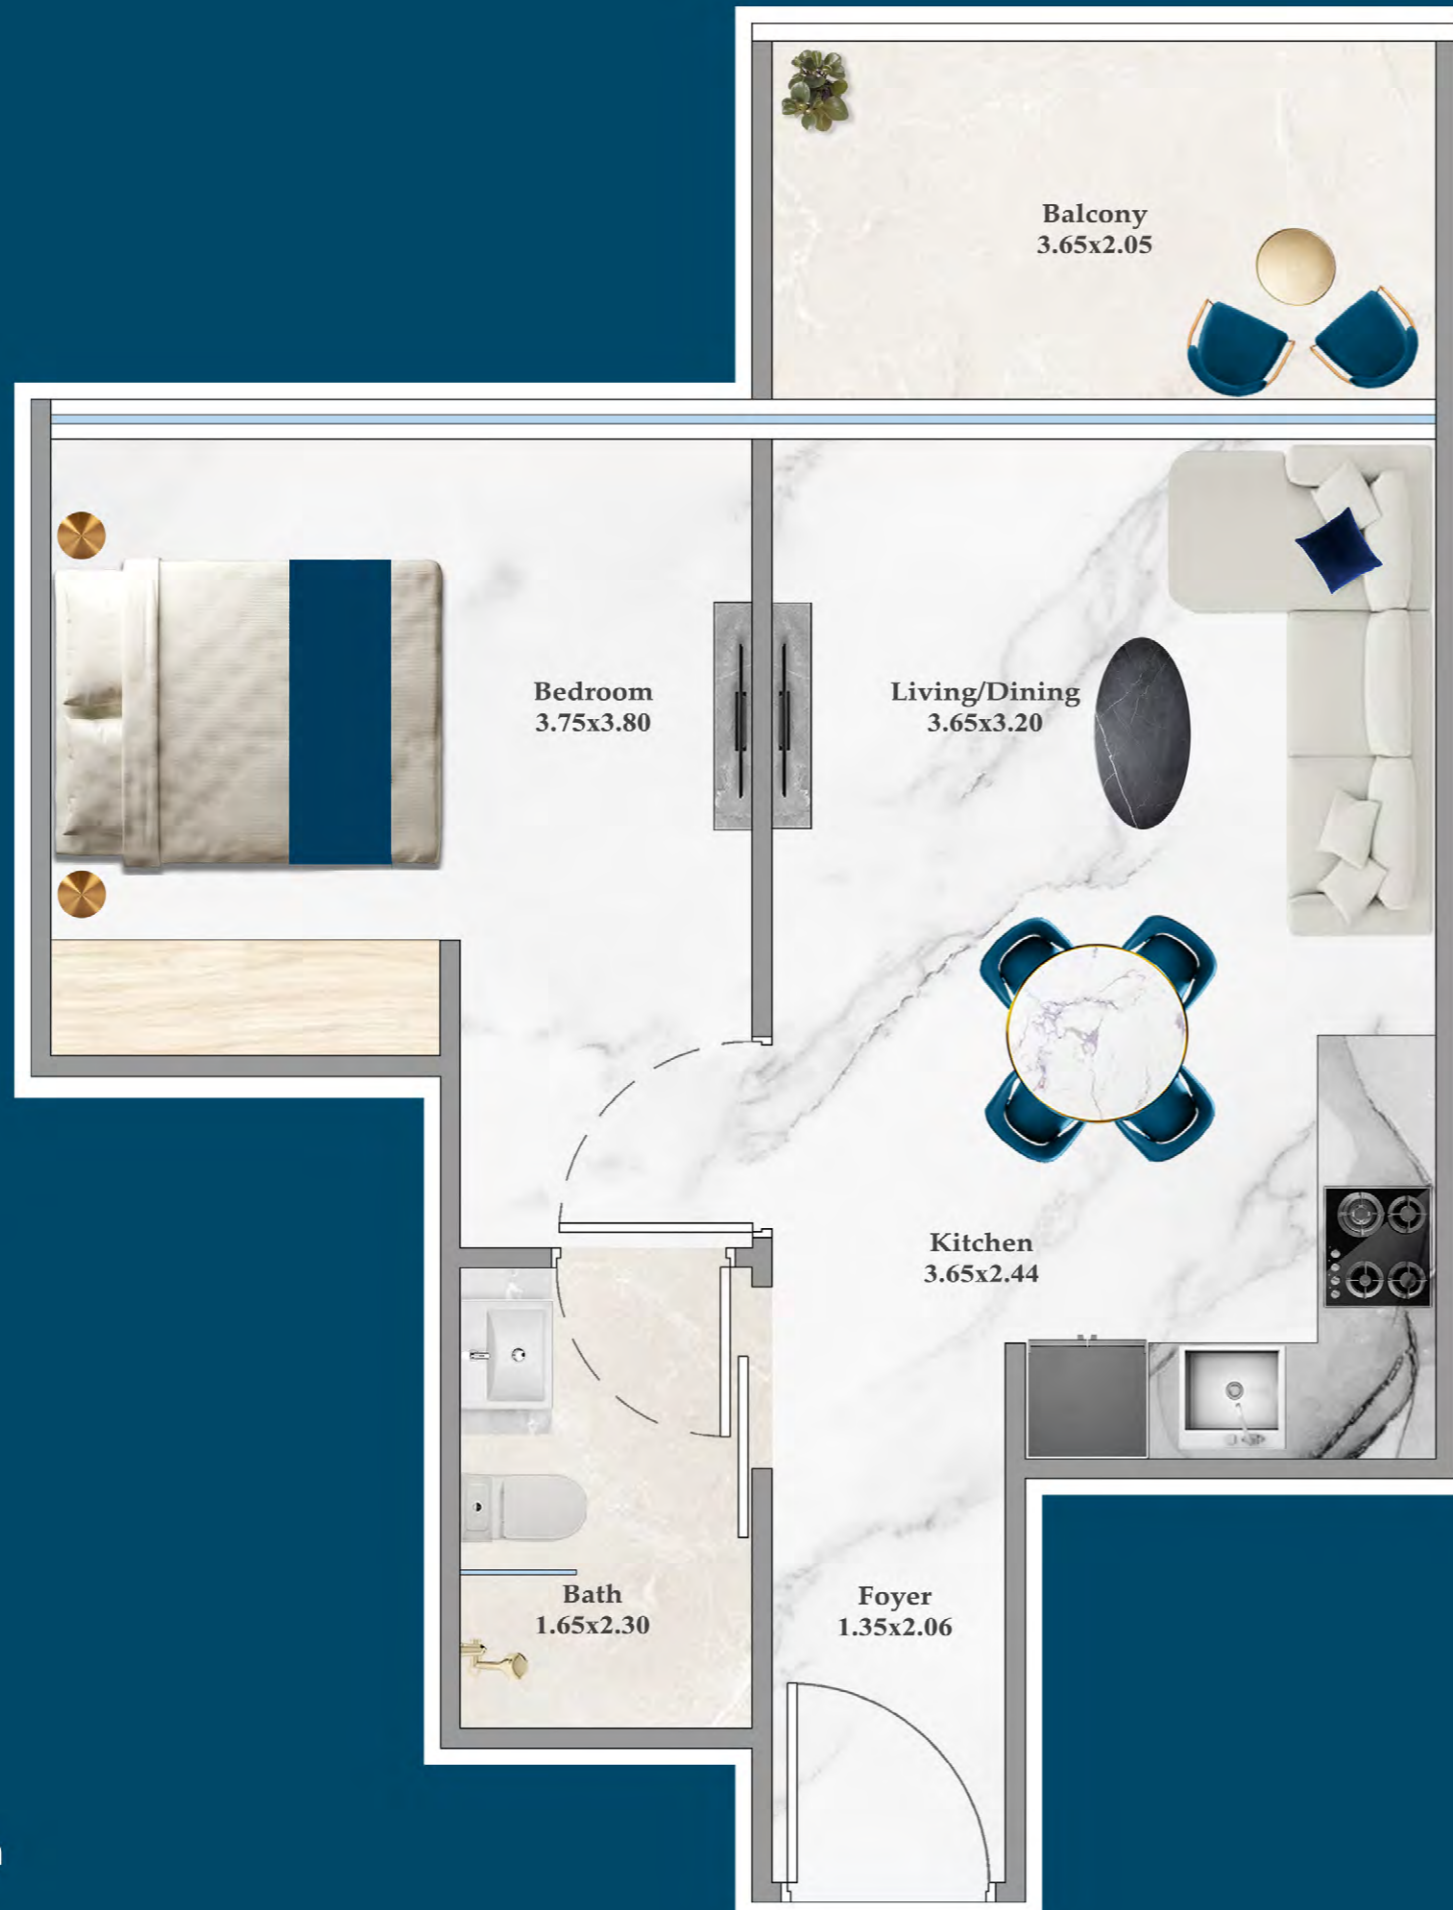 Balcony
3.65x2.05
Bedroom
3.75x3.80
Living/Dining
3.65x3.20
Kitchen
3.65x2.44
Bath
1.65x2.30
Foyer
1.35x2.06